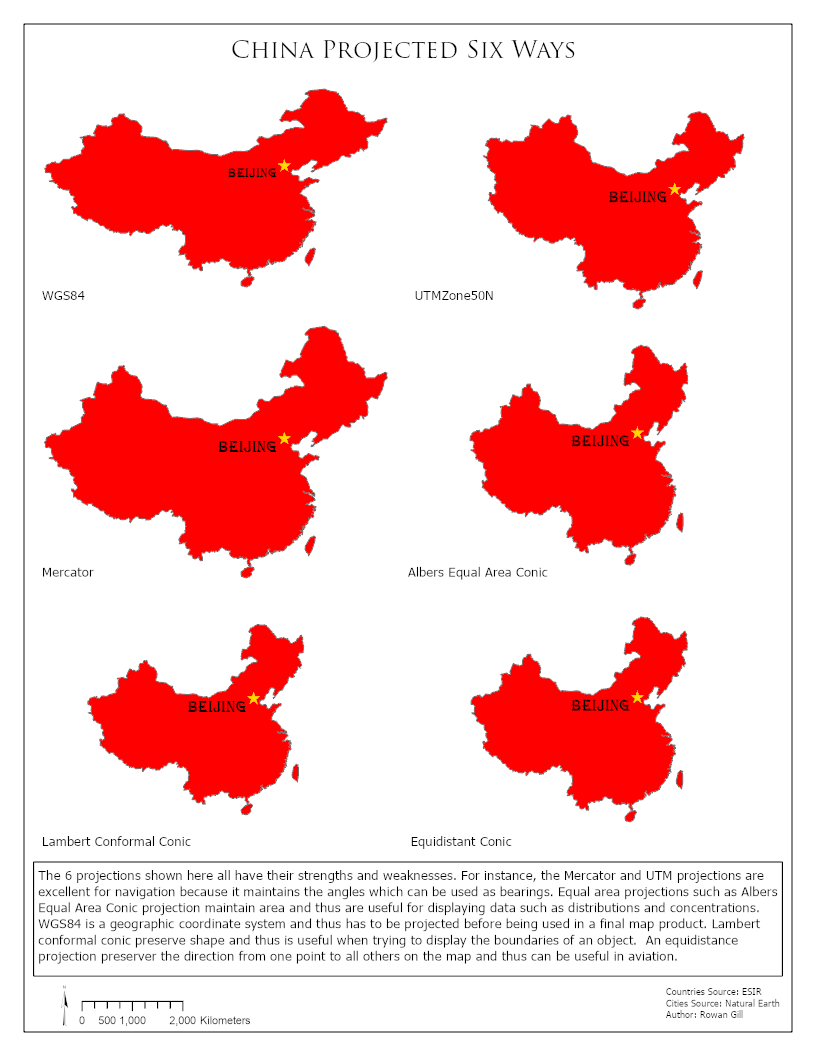 China Projected Six Ways
BEIJING
BEIJING
WGS84
UTMZone50N
BEIJING
BEIJING
Mercator
Albers Equal Area Conic
BEIJING
BEIJING
Lambert Conformal Conic
Equidistant Conic
The 6 projections shown here all have their strengths and weaknesses. For instance, the Mercator and UTM projections are
excellent for navigation because it maintains the angles which can be used as bearings. Equal area projections such as Albers
Equal Area Conic projection maintain area and thus are useful for displaying data such as distributions and concentrations.
WGS84 is a geographic coordinate system and thus has to be projected before being used in a final map product. Lambert
conformal conic preserve shape and thus is useful when trying to display the boundaries of an object.  An equidistance
projection preserver the direction from one point to all others on the map and thus can be useful in aviation.
N
0 500 1,000 2,000 Kilometers
Countries Source: ESIR
Cities Source: Natural Earth
Author: Rowan Gill